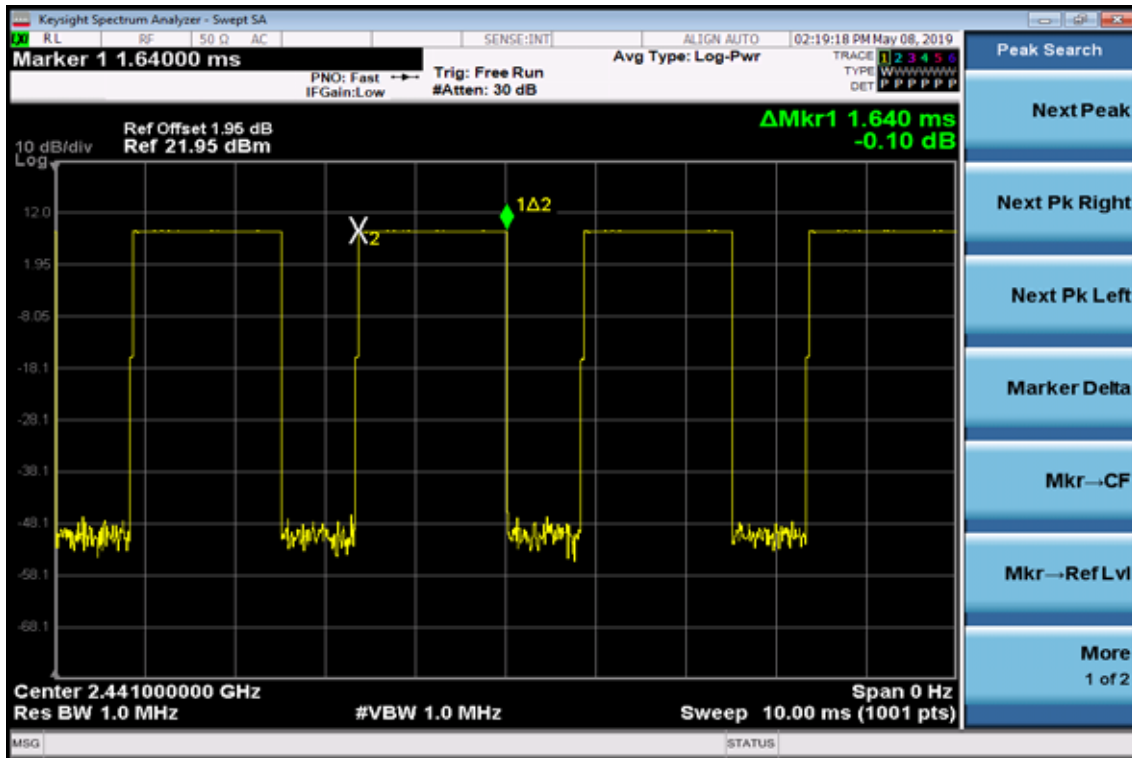 Keysight Spectrum Analyzer - Swept SA
LXI RL RF 50 Ω AC SENSE:INT ALIGN AUTO 02:19:18 PM May 08, 2019
Marker 1 1.64000 ms
PNO: Fast
IFGain:Low
Trig: Free Run
#Atten: 30 dB
Avg Type: Log-Pwr
TRACE 1 2 3 4 5 6
TYPE WWWWWW
DET P P P P P P
ΔMkr1 1.640 ms
-0.10 dB
Ref Offset 1.95 dB
10 dB/div Ref 21.95 dBm
Log
1Δ2
12.0
X2
1.95
-8.05
-18.1
-28.1
-38.1
-48.1
-58.1
-68.1
Center 2.441000000 GHz Span 0 Hz
Res BW 1.0 MHz #VBW 1.0 MHz Sweep 10.00 ms (1001 pts)
MSG STATUS
Peak Search
Next Peak
Next Pk Right
Next Pk Left
Marker Delta
Mkr→CF
Mkr→Ref Lvl
More
1 of 2